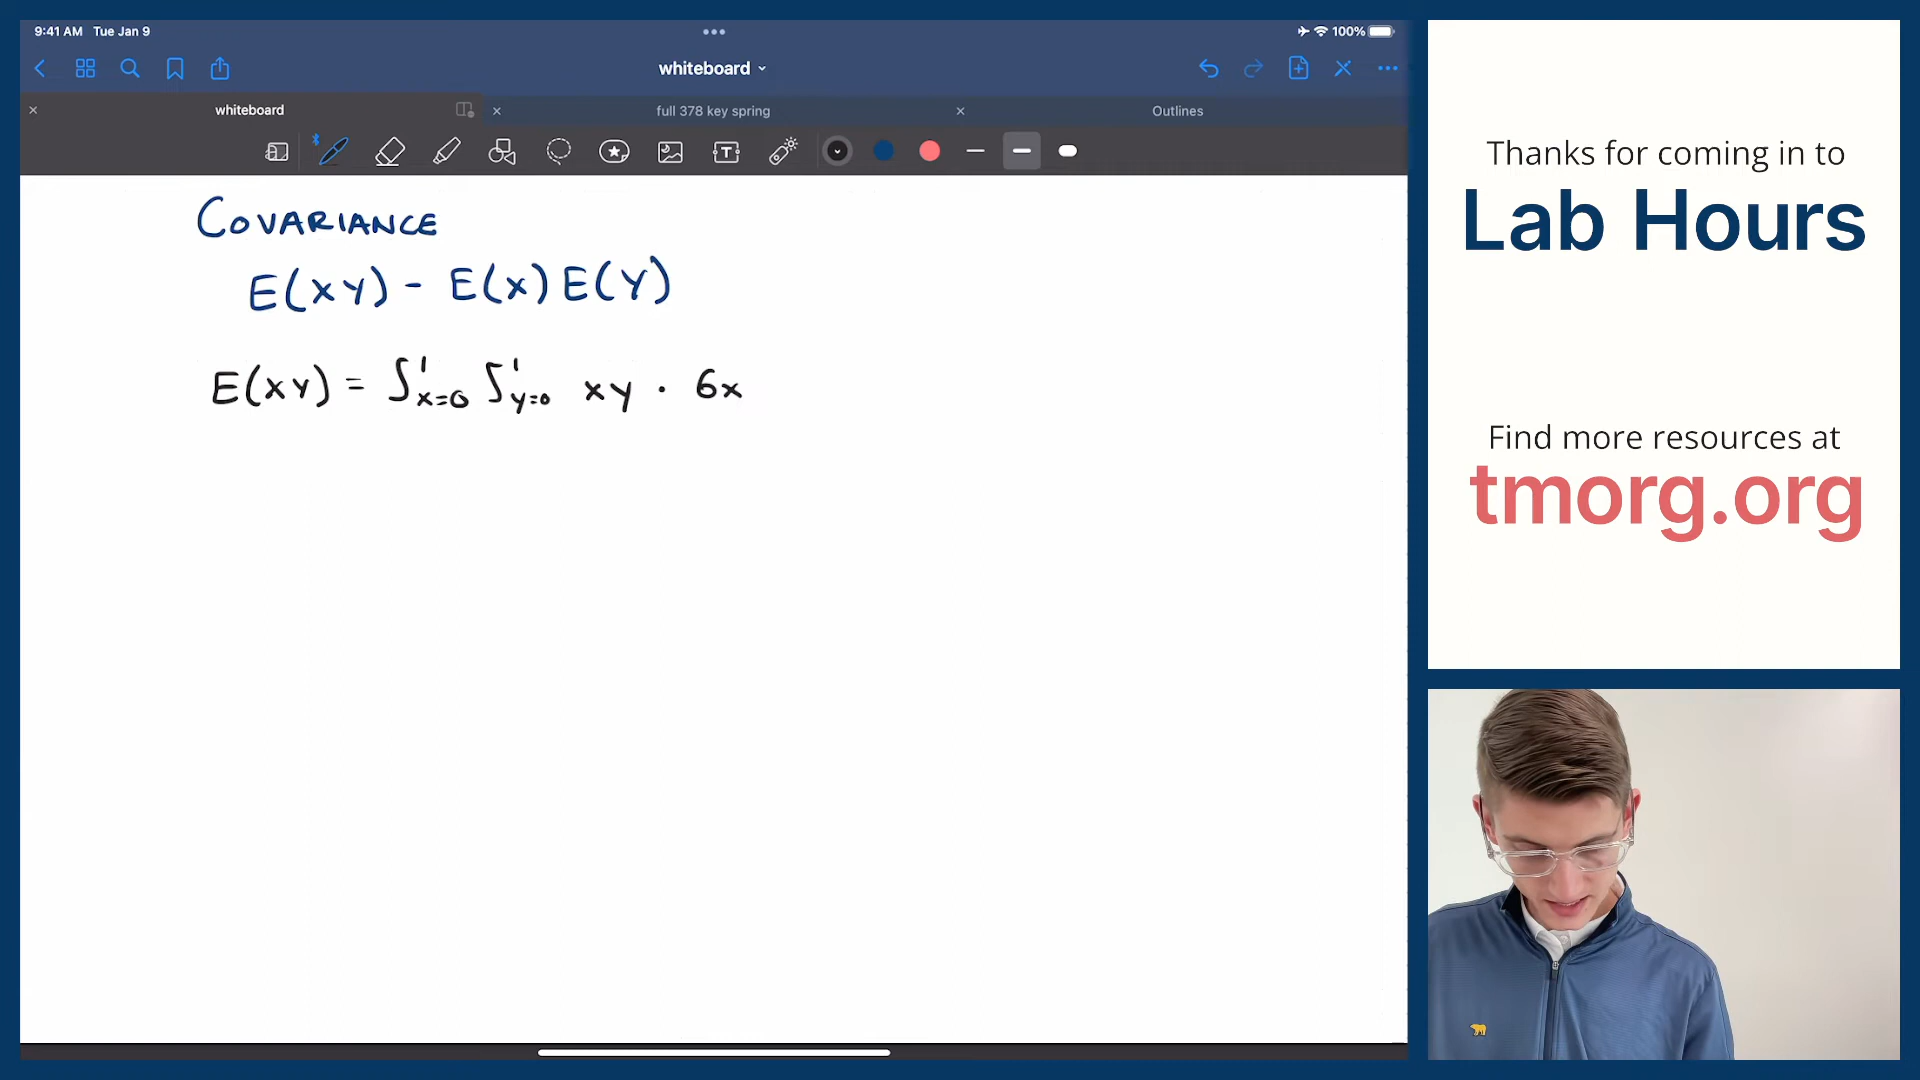 9:41 AM Tue Jan 9
100%
whiteboard
whiteboard
full 378 key spring
Outlines
COVARIANCE
E(XY) - E(X)E(Y)
E(XY) = ∫¹ₓ₌₀ ∫¹y=0 xy · 6x
Thanks for coming in to
Lab Hours
Find more resources at
tmorg.org